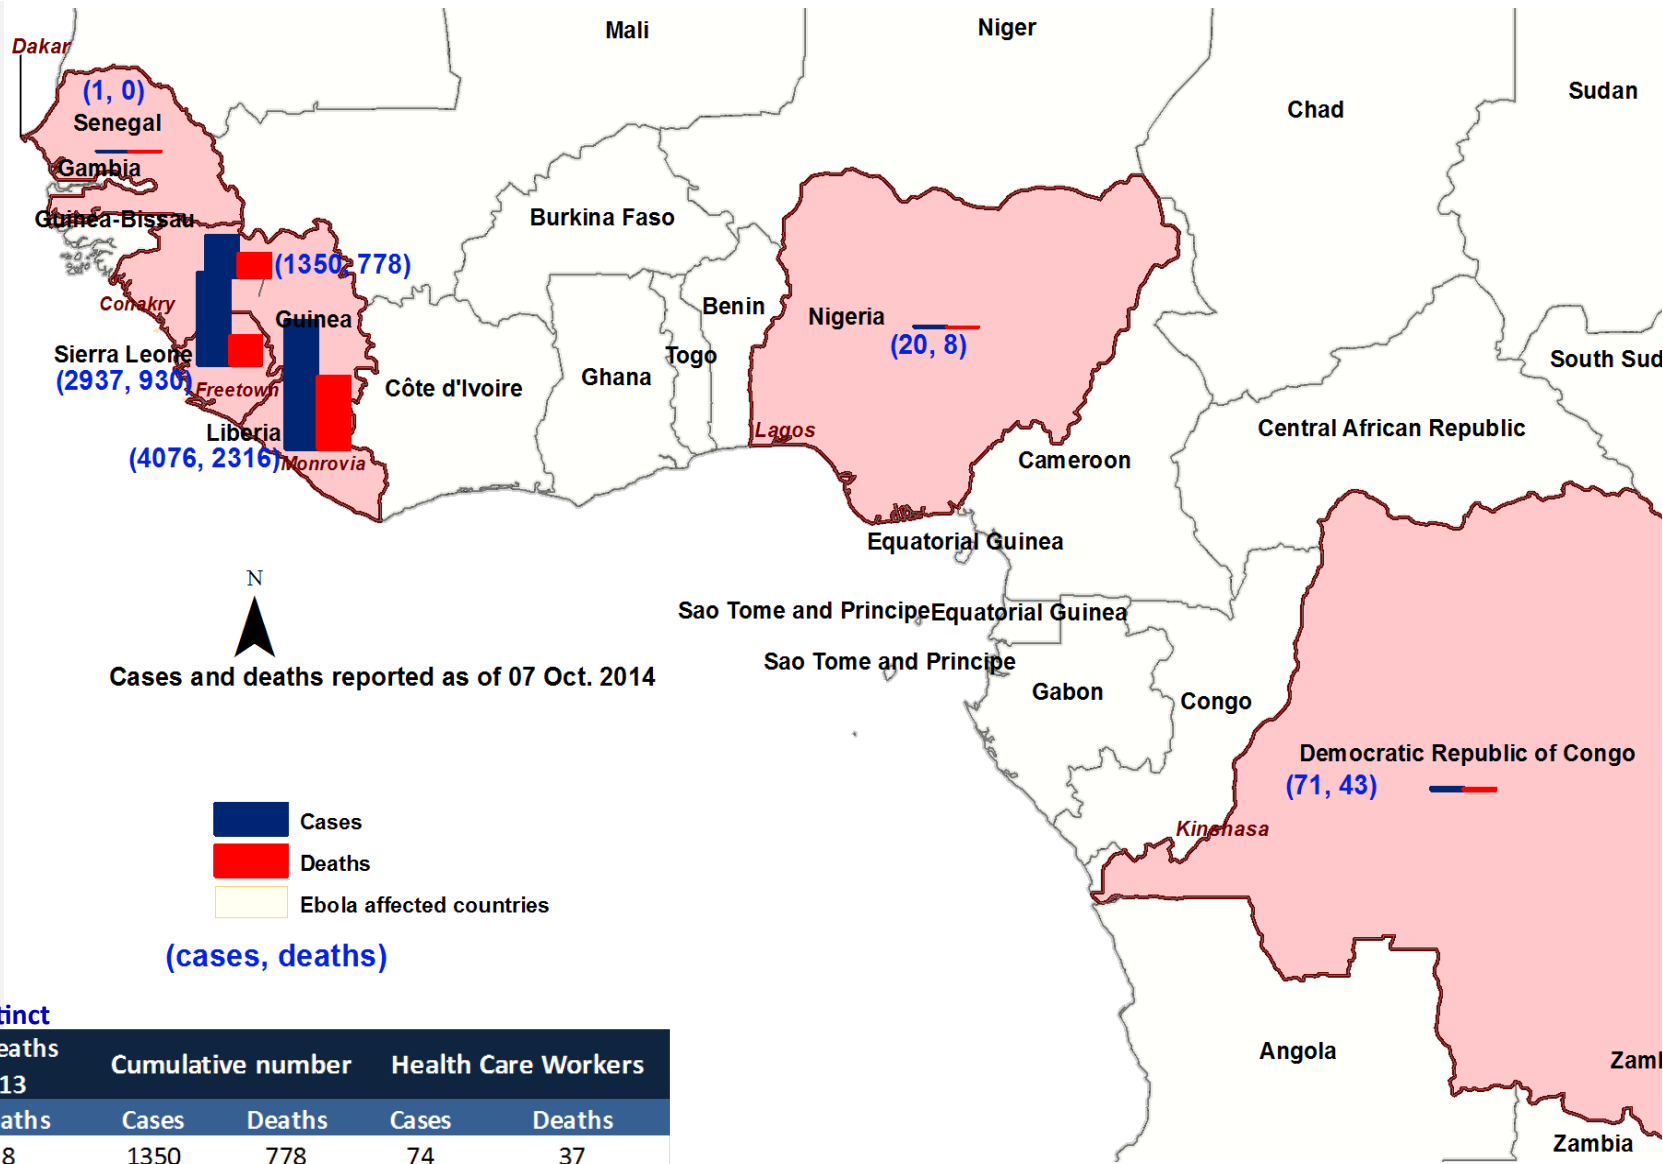 Mali
Niger
Dakar
Sudan
(1, 0)
Chad
Senegal
Gambia
Burkina Faso
Guinea-Bissau
(1350, 778)
Conakry
Benin
Nigeria
Guinea
(20, 8)
Sierra Leone
Togo
South Sud
(2937, 930)
Ghana
Freetown
Côte d'Ivoire
Liberia
Lagos
Central African Republic
(4076, 2316)
Monrovia
Cameroon
Equatorial Guinea
N
Sao Tome and Principe
Equatorial Guinea
Sao Tome and Principe
Cases and deaths reported as of 07 Oct. 2014
Gabon
Congo
Democratic Republic of Congo
(71, 43)
Kinshasa
Cases
Deaths
Ebola affected countries
(cases, deaths)
Angola
Zam
Zambia
tinct
eaths
13
Cumulative number
Health Care Workers
aths
Cases
Deaths
Cases
Deaths
8
1350
778
74
37